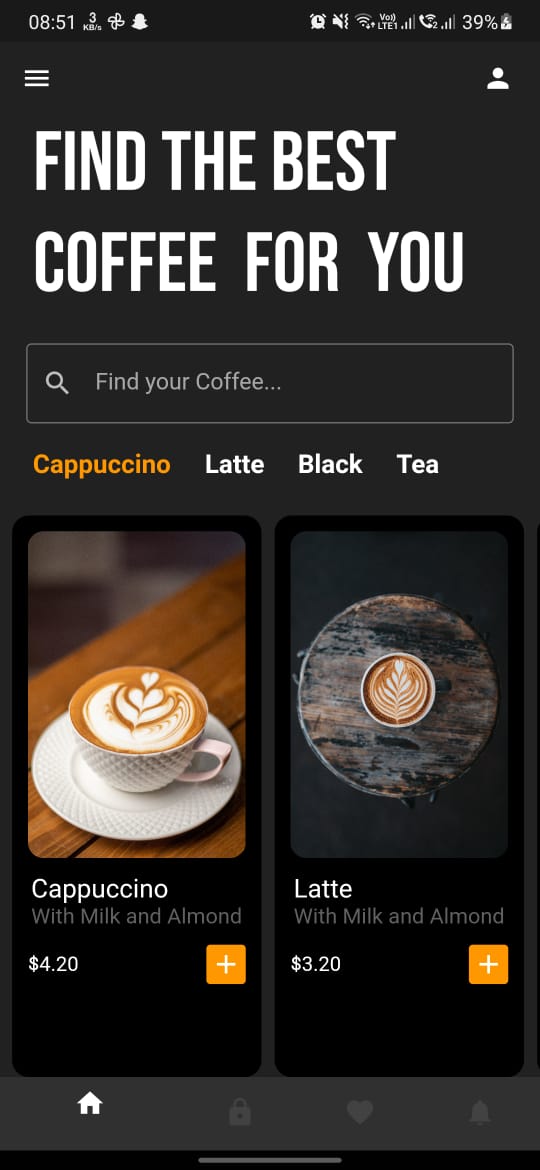 08:51 3 KB/s Vo)) LTE1 2 39%
FIND THE BEST
COFFEE FOR YOU
Find your Coffee...
Cappuccino Latte Black Tea
Cappuccino
With Milk and Almond
$4.20
Latte
With Milk and Almond
$3.20